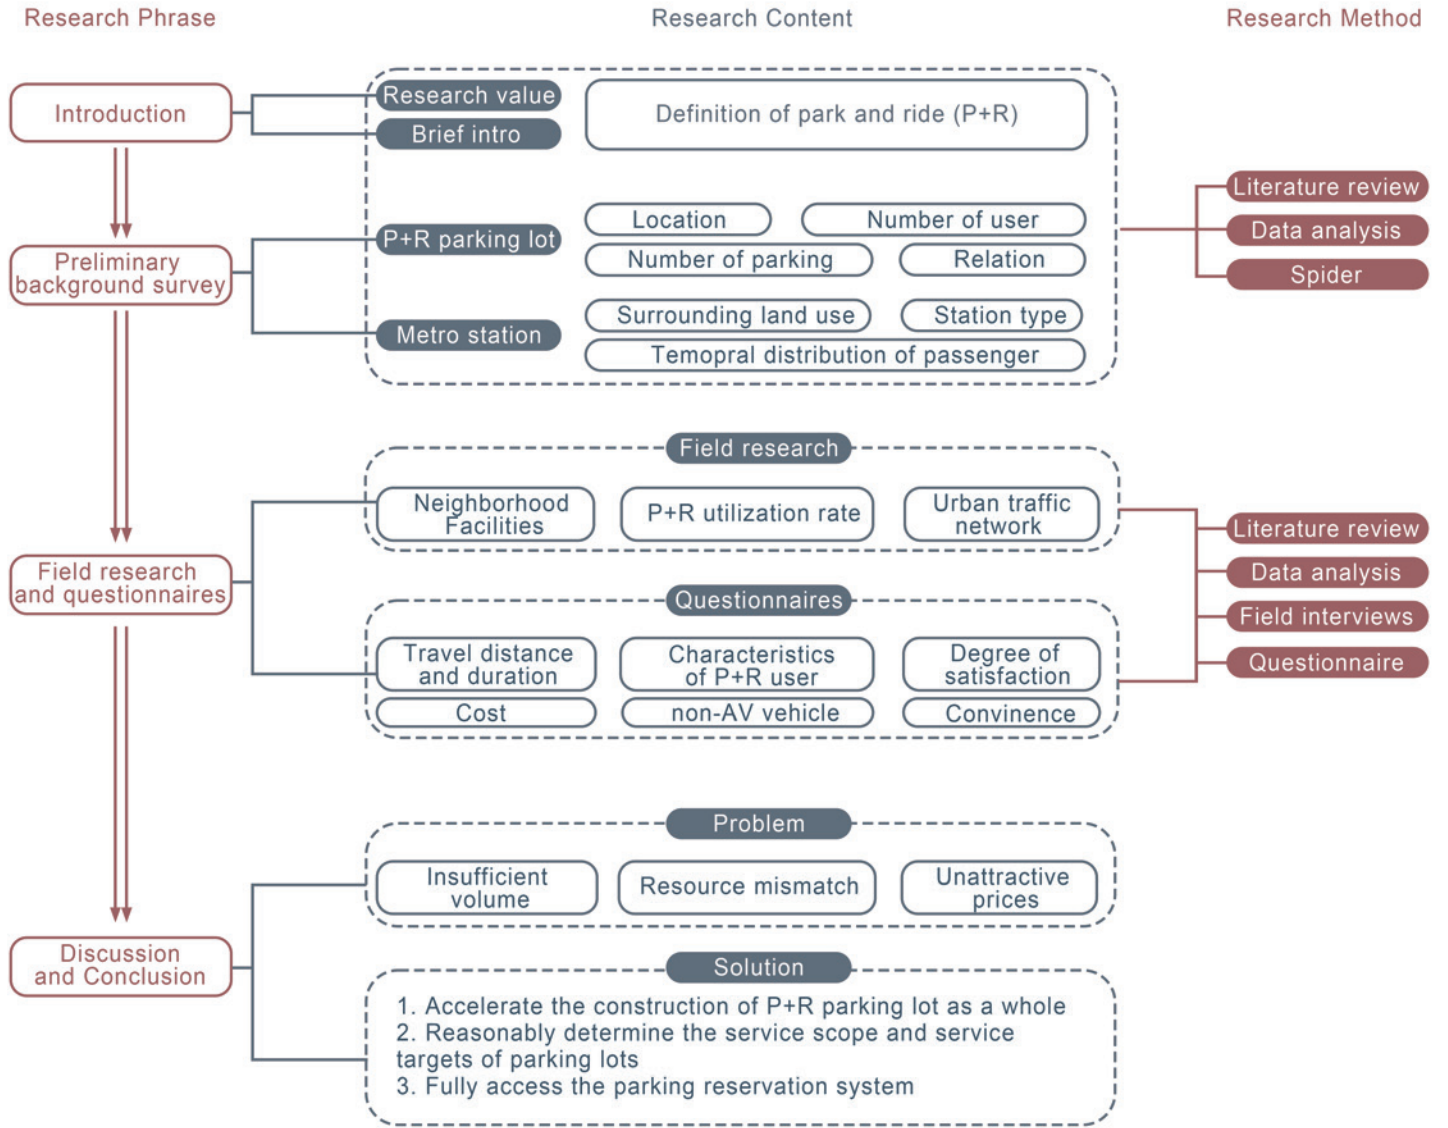 Research Phrase
Research Content
Research Method
Introduction
Research value
Brief intro
Definition of park and ride (P+R)
Preliminary
background survey
P+R parking lot
Location
Number of user
Number of parking
Relation
Metro station
Surrounding land use
Station type
Temopral distribution of passenger
Literature review
Data analysis
Spider
Field research
and questionnaires
Field research
Neighborhood
Facilities
P+R utilization rate
Urban traffic
network
Questionnaires
Travel distance
and duration
Characteristics
of P+R user
Degree of
satisfaction
Cost
non-AV vehicle
Convinence
Literature review
Data analysis
Field interviews
Questionnaire
Discussion
and Conclusion
Problem
Insufficient
volume
Resource mismatch
Unattractive
prices
Solution
1. Accelerate the construction of P+R parking lot as a whole
2. Reasonably determine the service scope and service
targets of parking lots
3. Fully access the parking reservation system